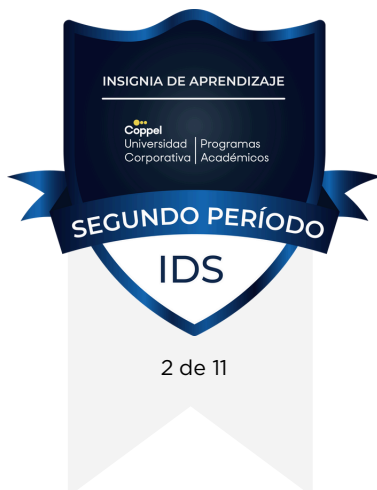 INSIGNIA DE APRENDIZAJE
Coppel
Universidad | Programas
Corporativa | Académicos
SEGUNDO PERÍODO
IDS
2 de 11